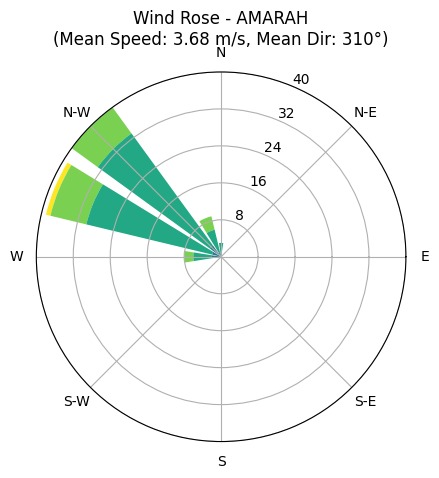 Wind Rose - AMARAH
(Mean Speed: 3.68 m/s, Mean Dir: 310°)
N
40
N-W
32
N-E
24
16
8
W
E
S-W
S-E
S